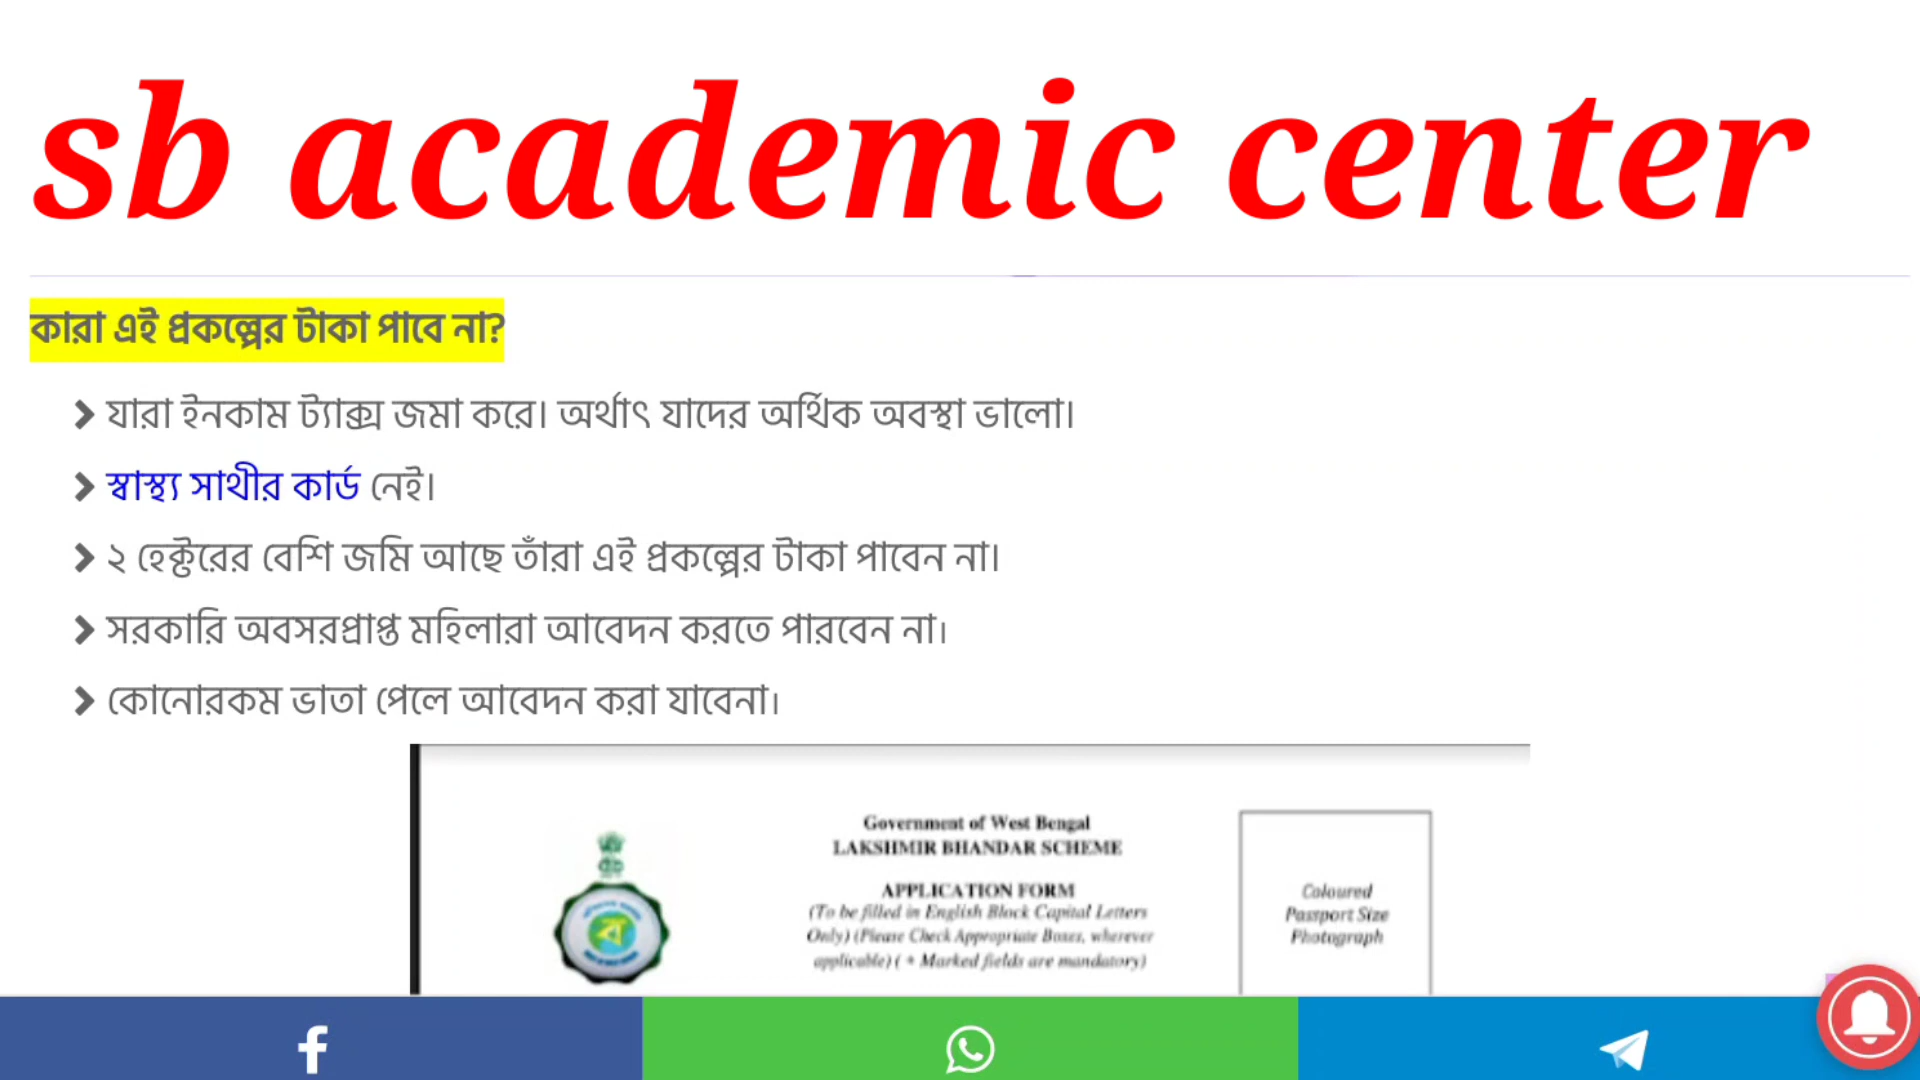 sb academic center
কারা এই প্রকল্পের টাকা পাবে না?
যারা ইনকাম ট্যাক্স জমা করে। অর্থাৎ যাদের অর্থিক অবস্থা ভালো।
স্বাস্থ্য সাথীর কার্ড নেই।
২ হেক্টরের বেশি জমি আছে তাঁরা এই প্রকল্পের টাকা পাবেন না।
সরকারি অবসরপ্রাপ্ত মহিলারা আবেদন করতে পারবেন না।
কোনোরকম ভাতা পেলে আবেদন করা যাবেনা।
Government of West Bengal
LAKSHMIR BHANDAR SCHEME
APPLICATION FORM
(To be filled in English Block Capital Letters
Only) (Please Check Appropriate Boxes, wherever
applicable) ( * Marked fields are mandatory)
Coloured
Passport Size
Photograph